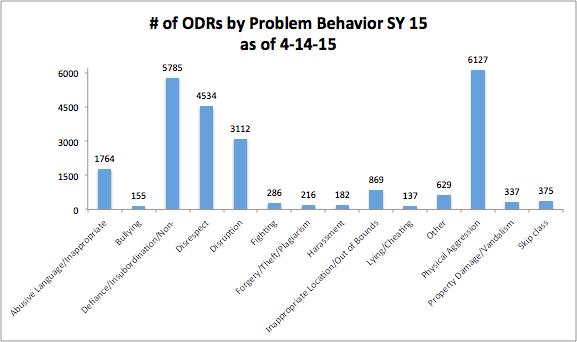 # of ODRs by Problem Behavior SY 15
as of 4-14-15
6000
4500
3000
1500
0
1764
155
5785
4534
3112
286
216
182
869
137
629
6127
337
375
Abusive Language/Inappropriate
Bullying
Defiance/Insubordination/Non-
Disrespect
Disruption
Fighting
Forgery/Theft/Plagiarism
Harassment
Inappropriate Location/Out of Bounds
Lying/Cheating
Other
Physical Aggression
Property Damage/Vandalism
Skip class